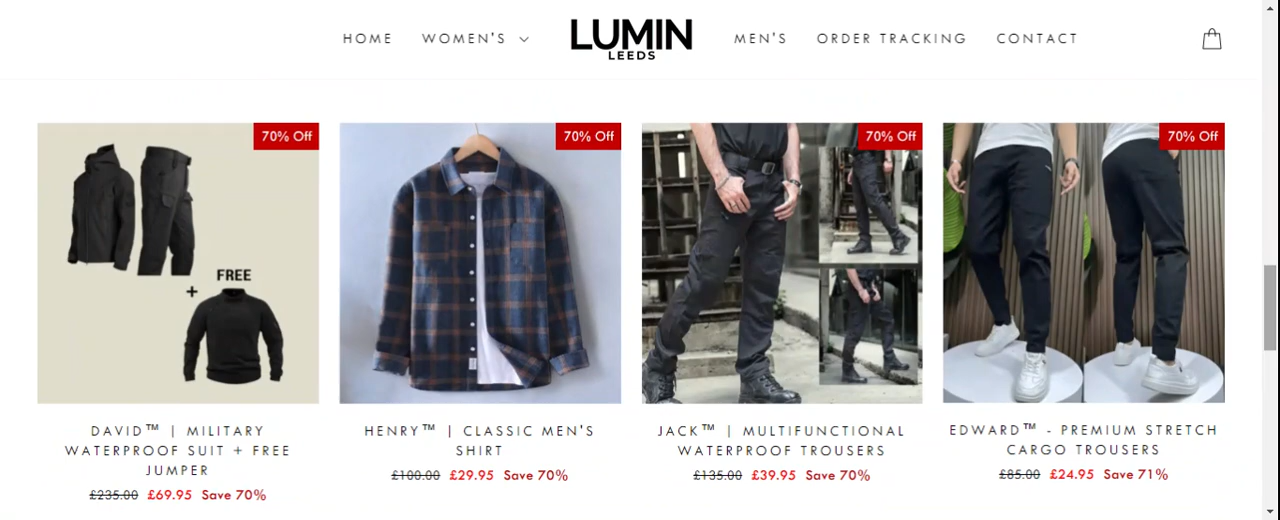 HOME
WOMEN'S
LUMIN
LEEDS
MEN'S
ORDER TRACKING
CONTACT
70% Off
70% Off
70% Off
70% Off
FREE
+
DAVID™ | MILITARY
WATERPROOF SUIT + FREE
JUMPER
£235.00 £69.95 Save 70%
HENRY™ | CLASSIC MEN'S
SHIRT
£100.00 £29.95 Save 70%
JACK™ | MULTIFUNCTIONAL
WATERPROOF TROUSERS
£135.00 £39.95 Save 70%
EDWARD™ - PREMIUM STRETCH
CARGO TROUSERS
£85.00 £24.95 Save 71%